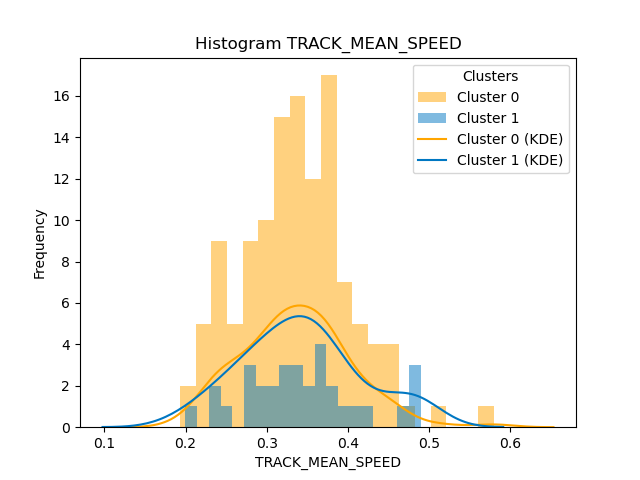 Histogram TRACK_MEAN_SPEED
Clusters
Cluster 0
Cluster 1
Cluster 0 (KDE)
Cluster 1 (KDE)
Frequency
16
14
12
10
8
6
4
2
0
0.1 0.2 0.3 0.4 0.5 0.6
TRACK_MEAN_SPEED